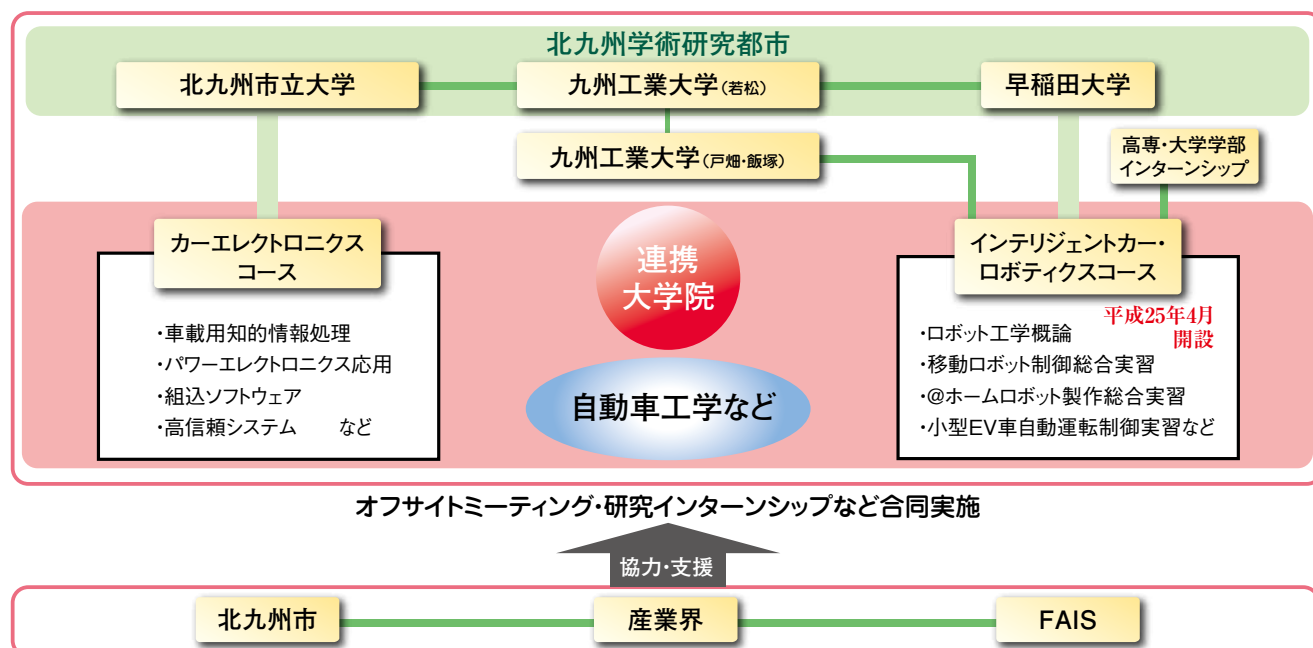 北九州学術研究都市
北九州市立大学
九州工業大学(若松)
早稲田大学
九州工業大学(戸畑・飯塚)
高専・大学学部
インターンシップ
カーエレクトロニクス
コース
・車載用知的情報処理
・パワーエレクトロニクス応用
・組込ソフトウェア
・高信頼システム　など
連携
大学院
自動車工学など
インテリジェントカー・
ロボティクスコース
平成25年4月
開設
・ロボット工学概論
・移動ロボット制御総合実習
・@ホームロボット製作総合実習
・小型EV車自動運転制御実習など
オフサイトミーティング・研究インターンシップなど合同実施
協力・支援
北九州市
産業界
FAIS